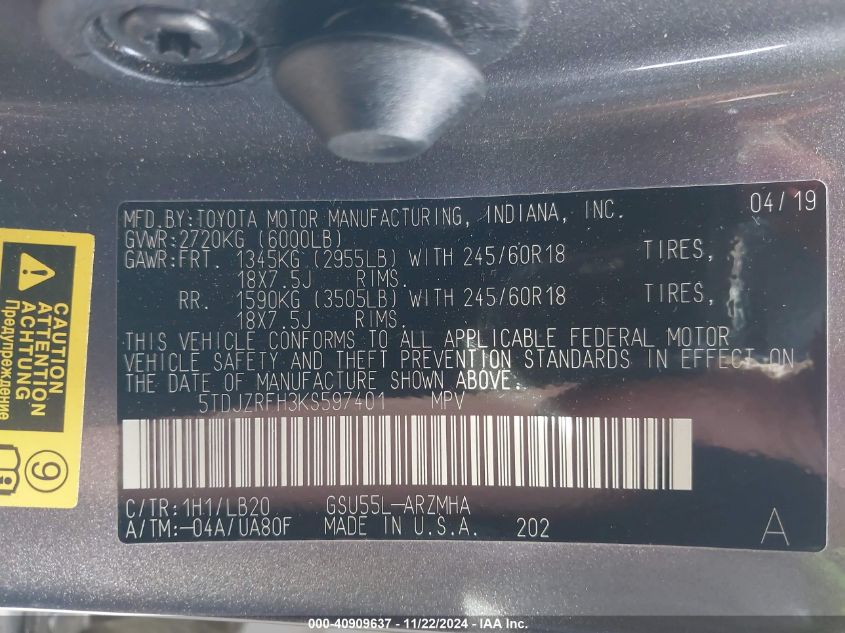 MFD.BY:TOYOTA MOTOR MANUFACTURING, INDIANA, INC. 04/19
GVWR:2720KG (6000LB)
GAWR:FRT. 1345KG (2955LB) WITH 245/60R18 TIRES,
18X7.5J RIMS.
RR. 1590KG (3505LB) WITH 245/60R18 TIRES,
18X7.5J RIMS.
THIS VEHICLE CONFORMS TO ALL APPLICABLE FEDERAL MOTOR
VEHICLE SAFETY AND THEFT PREVENTION STANDARDS IN EFFECT ON
THE DATE OF MANUFACTURE SHOWN ABOVE.
5TDJZRFH3KS597401 MPV
C/TR:1H1/LB20 GSU55L-ARZMHA
A/TM:-04A/UA80F MADE IN U.S.A. 202 A
CAUTION
ATTENTION
ACHTUNG
Предупреждение
9
000-40909637 - 11/22/2024 - IAA Inc.